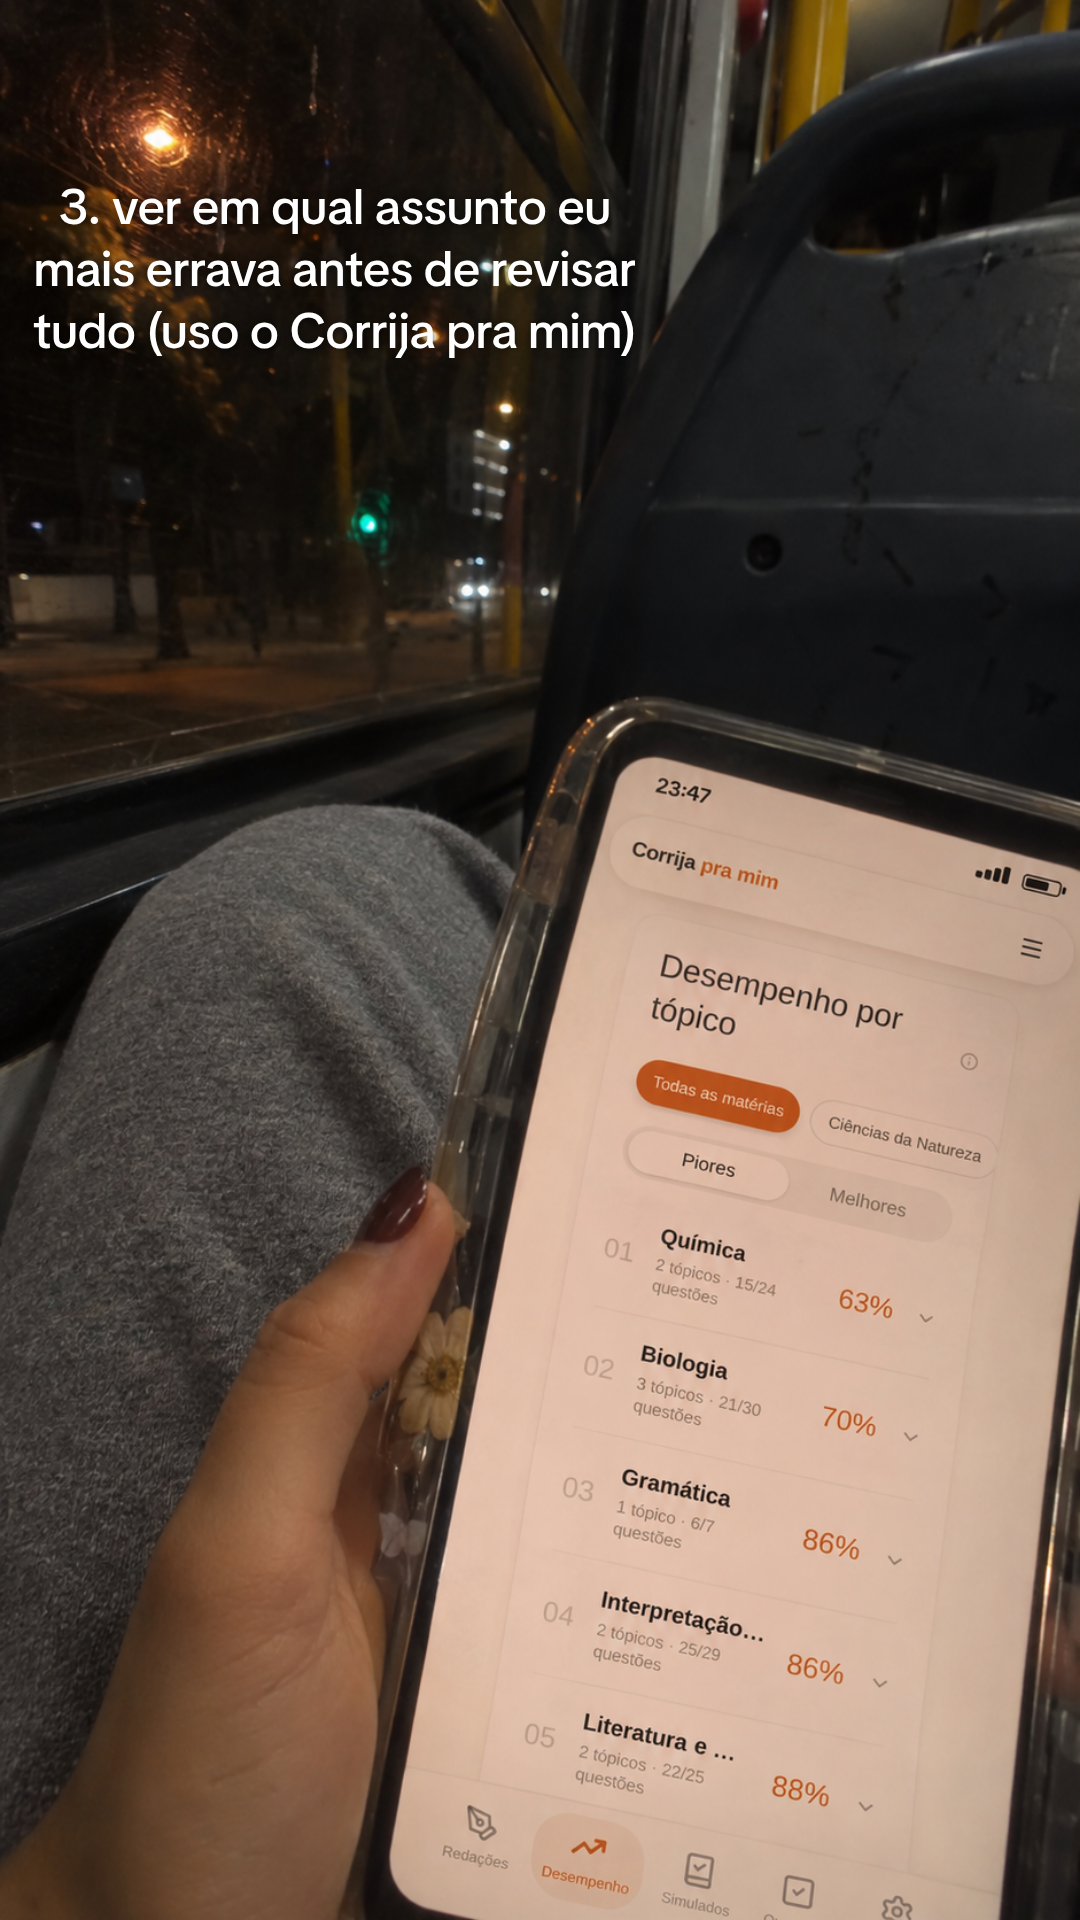 3. ver em qual assunto eu
mais errava antes de revisar
tudo (uso o Corrija pra mim)
23:47
Corrija pra mim
Desempenho por
tópico
Todas as matérias
Ciências da Natureza
Piores
Melhores
01
Química
2 tópicos · 15/24
questões
63%
02
Biologia
3 tópicos · 21/30
questões
70%
03
Gramática
1 tópico · 6/7
questões
86%
04
Interpretação...
2 tópicos · 25/29
questões
86%
05
Literatura e ...
2 tópicos · 22/25
questões
88%
Redações
Desempenho
Simulados